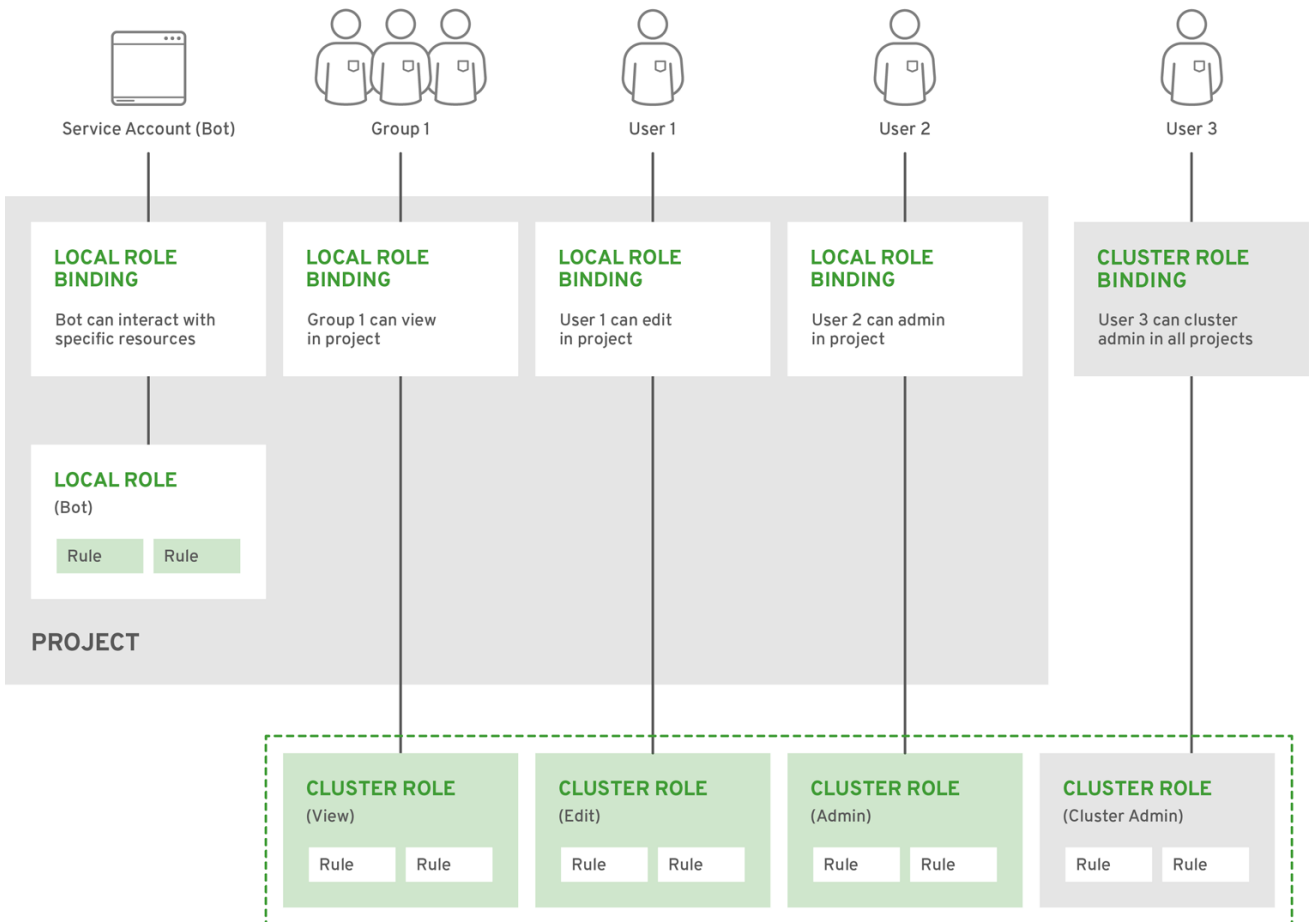 Service Account (Bot)
Group 1
User 1
User 2
User 3
LOCAL ROLE
BINDING
Bot can interact with
specific resources
LOCAL ROLE
BINDING
Group 1 can view
in project
LOCAL ROLE
BINDING
User 1 can edit
in project
LOCAL ROLE
BINDING
User 2 can admin
in project
CLUSTER ROLE
BINDING
User 3 can cluster
admin in all projects
LOCAL ROLE
(Bot)
Rule
Rule
PROJECT
CLUSTER ROLE
(View)
Rule
Rule
CLUSTER ROLE
(Edit)
Rule
Rule
CLUSTER ROLE
(Admin)
Rule
Rule
CLUSTER ROLE
(Cluster Admin)
Rule
Rule